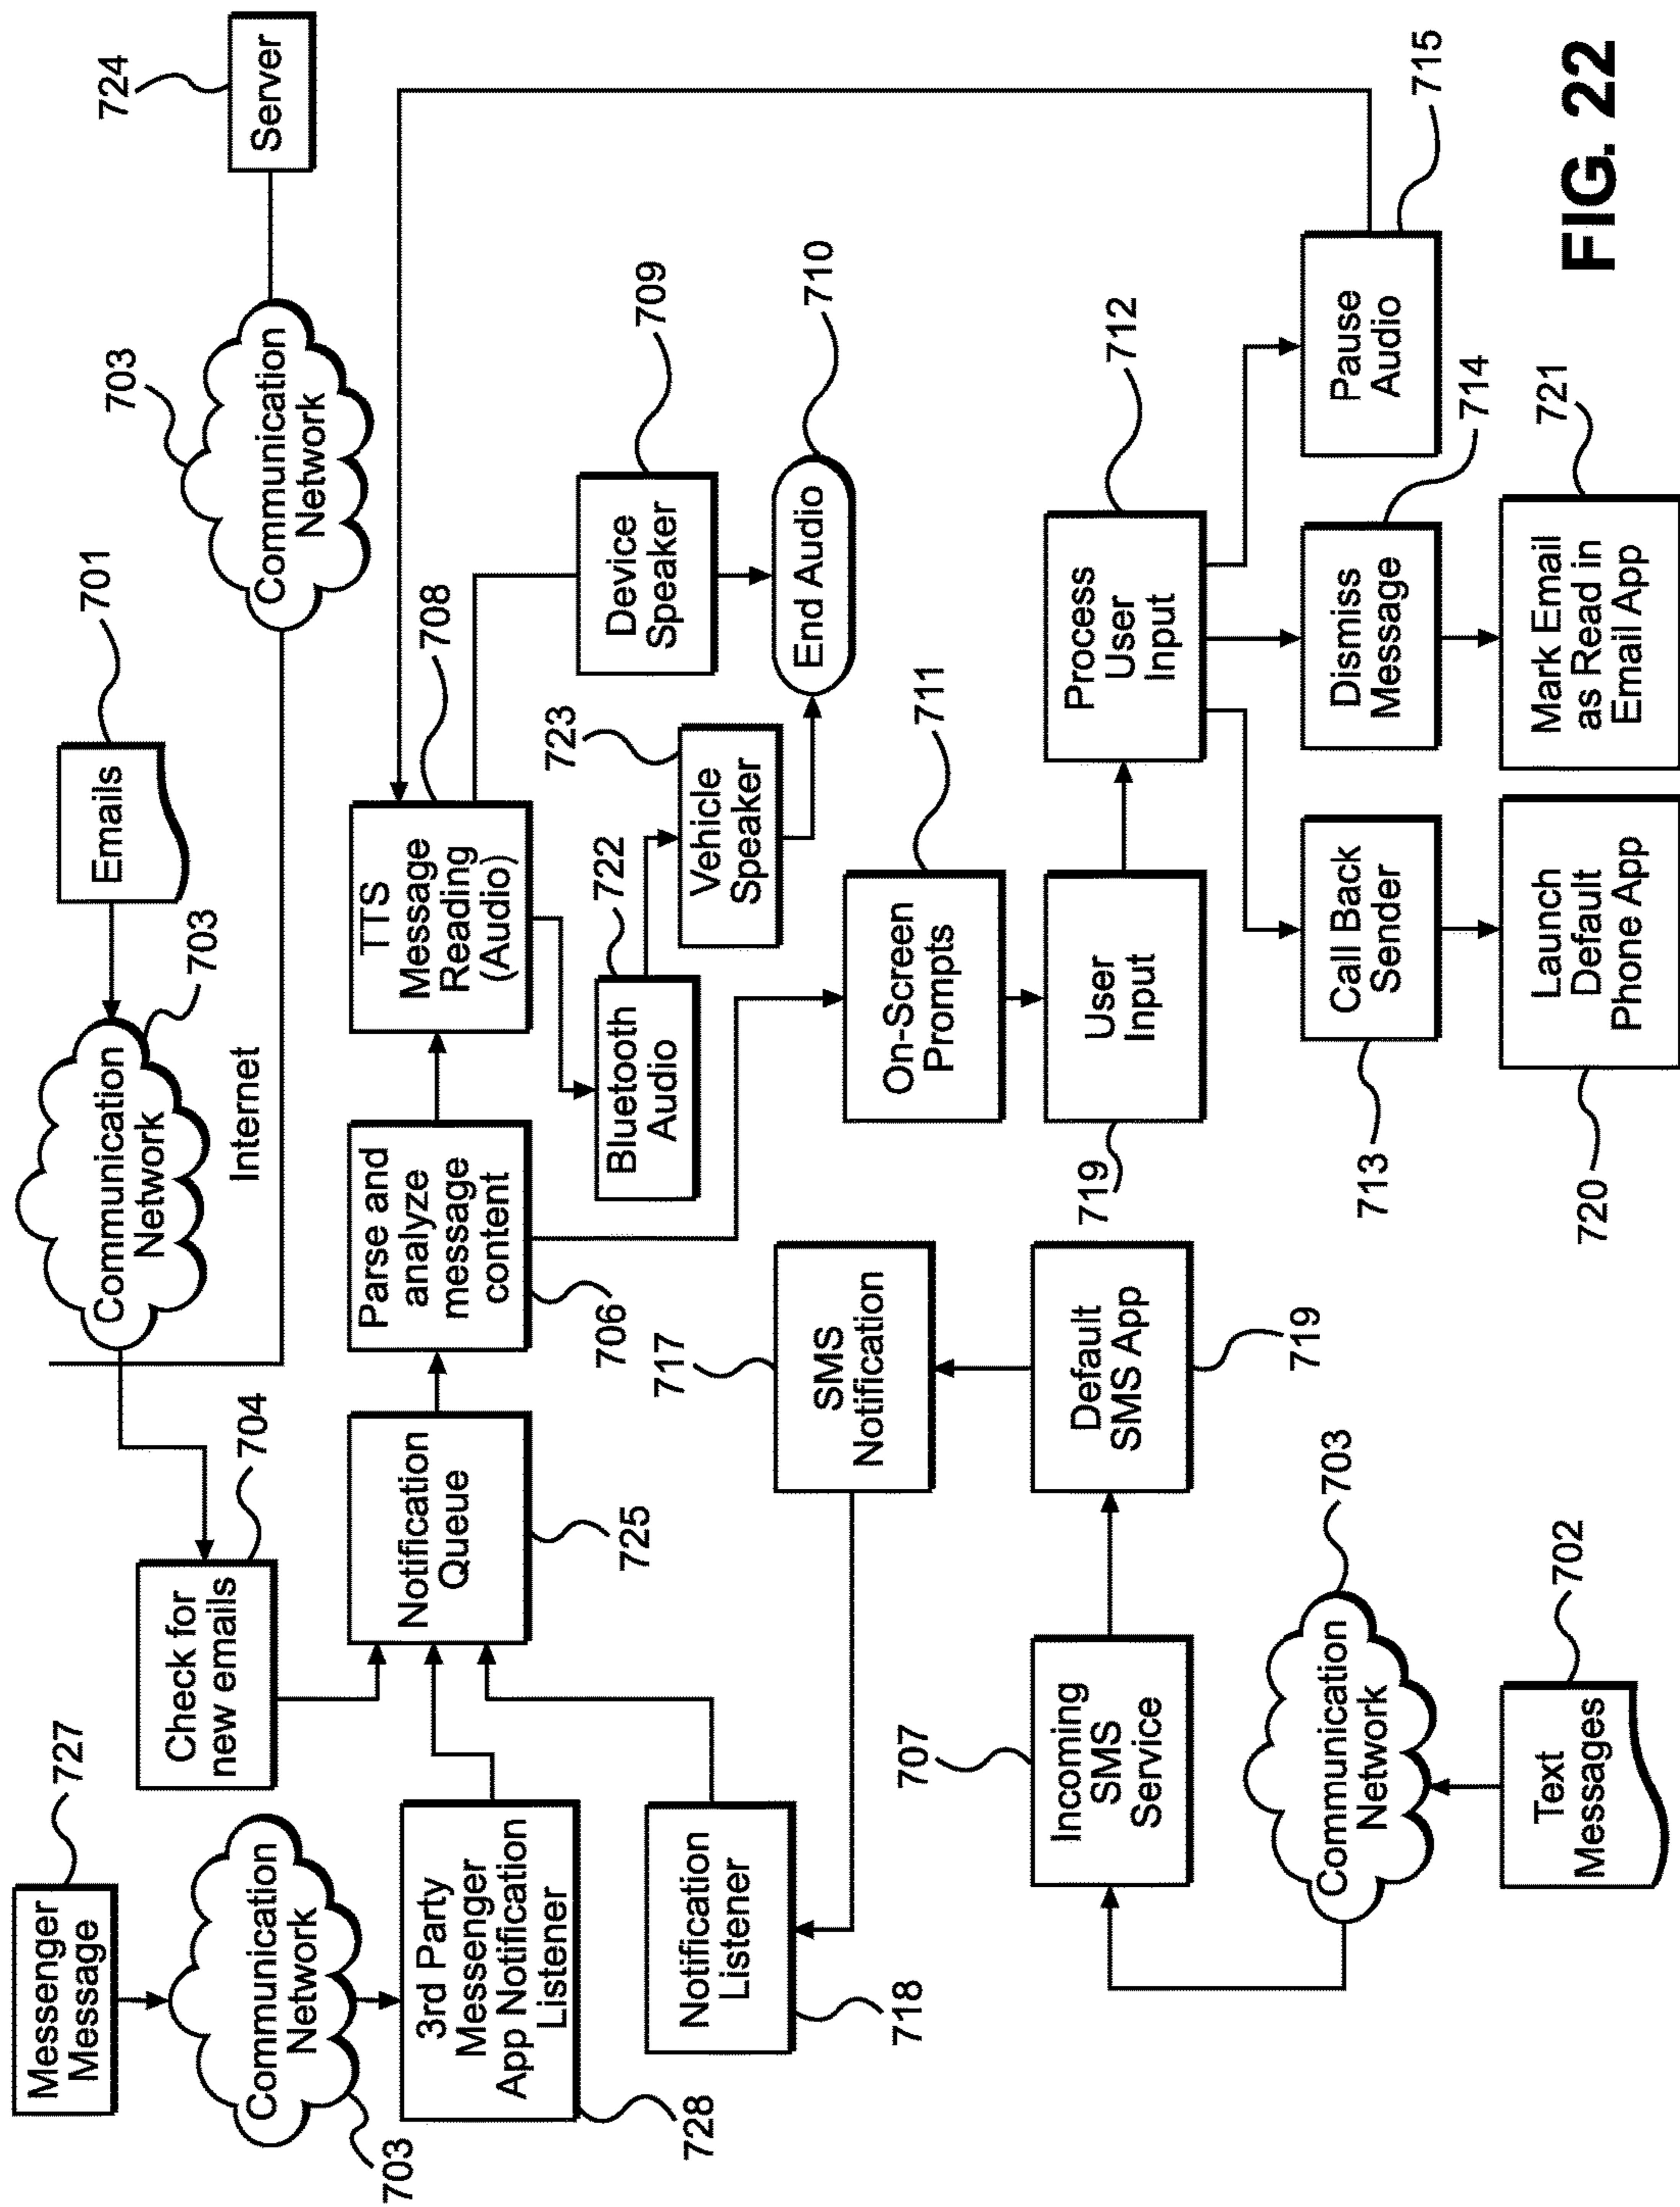 Messenger
Message
727
Communication
Network
703
3rd Party
Messenger
App Notification
Listener
728
Notification
Listener
718
Check for
new emails
704
Emails
701
Communication
Network
703
Internet
Communication
Network
703
Server
724
Notification
Queue
725
Parse and
analyze
message
content
706
TTS
Message
Reading
(Audio)
708
Bluetooth
Audio
722
Vehicle
Speaker
723
Device
Speaker
709
End Audio
710
SMS
Notification
717
On-Screen
Prompts
711
Incoming
SMS
Service
707
Default
SMS App
719
User
Input
719
Process
User
Input
712
Communication
Network
703
Text
Messages
702
Call Back
Sender
713
Dismiss
Message
714
Pause
Audio
715
Launch
Default
Phone App
720
Mark Email
as Read in
Email App
721
FIG. 22